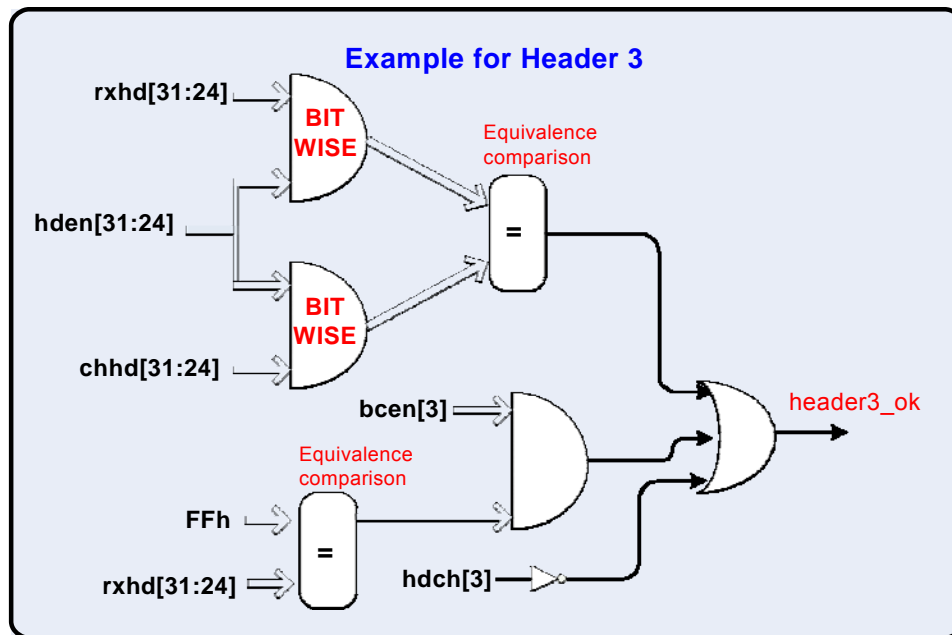 Example for Header 3
rxhd[31:24]
BIT
WISE
Equivalence
comparison
hden[31:24]
=
BIT
WISE
chhd[31:24]
bcen[3]
header3_ok
Equivalence
comparison
FFh
=
rxhd[31:24]
hdch[3]